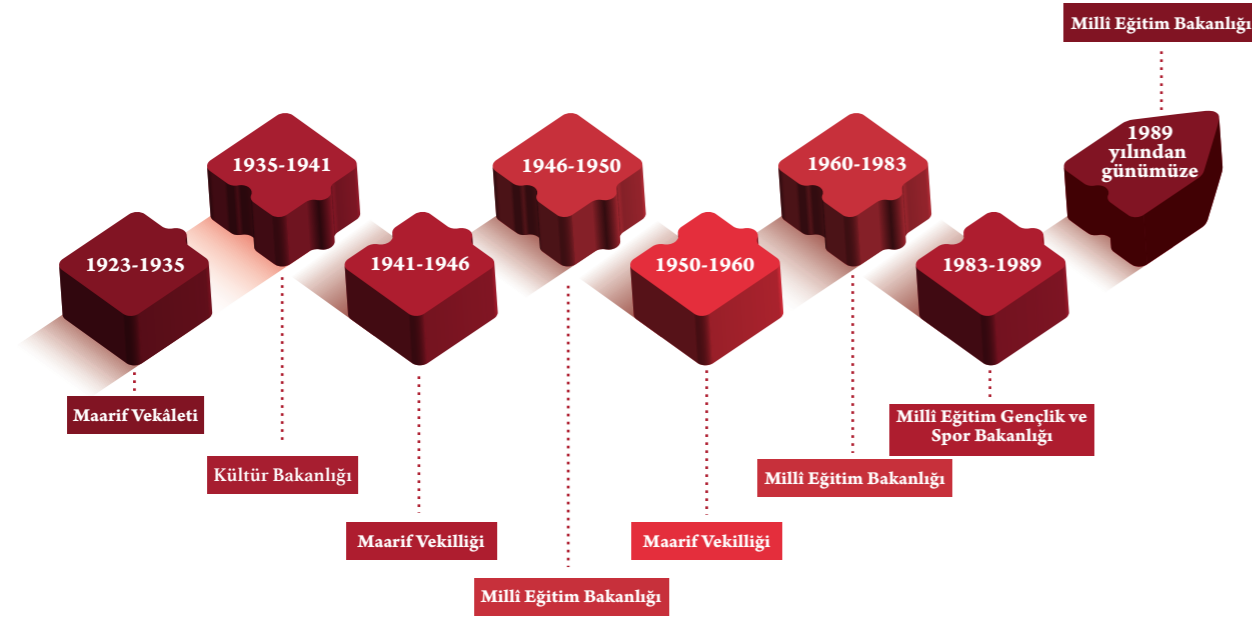 1923-1935
Maarif Vekâleti
1935-1941
Kültür Bakanlığı
1941-1946
Maarif Vekilliği
1946-1950
Millî Eğitim Bakanlığı
1950-1960
Maarif Vekilliği
1960-1983
Millî Eğitim Bakanlığı
1983-1989
Millî Eğitim Gençlik ve
Spor Bakanlığı
1989
yılından
günümüze
Millî Eğitim Bakanlığı